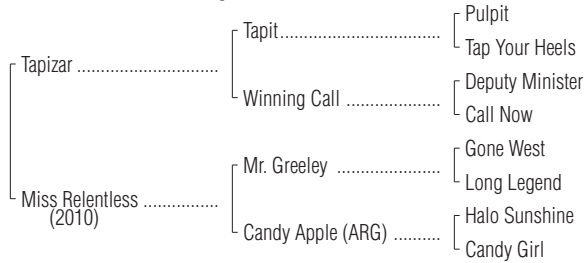 Pulpit
Tapit
Tap Your Heels
Tapizar
Deputy Minister
Winning Call
Call Now
Gone West
Mr. Greeley
Long Legend
Miss Relentless
(2010)
Halo Sunshine
Candy Apple (ARG)
Candy Girl